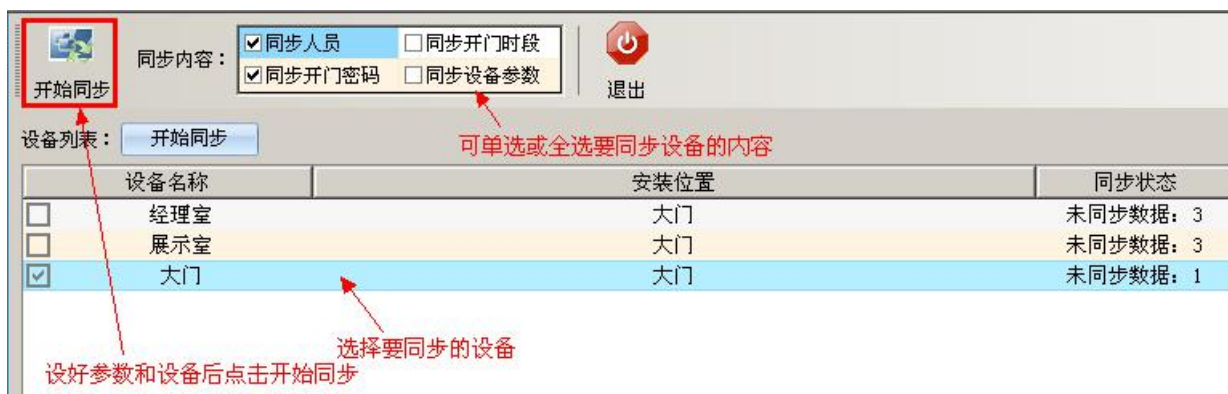 同步内容：
同步人员 同步开门时段
同步开门密码 同步设备参数
开始同步
退出
设备列表： 开始同步
可单选或全选要同步设备的内容
设备名称 安装位置 同步状态
经理室 大门 未同步数据：3
展示室 大门 未同步数据：3
大门 大门 未同步数据：1
选择要同步的设备
设好参数和设备后点击开始同步